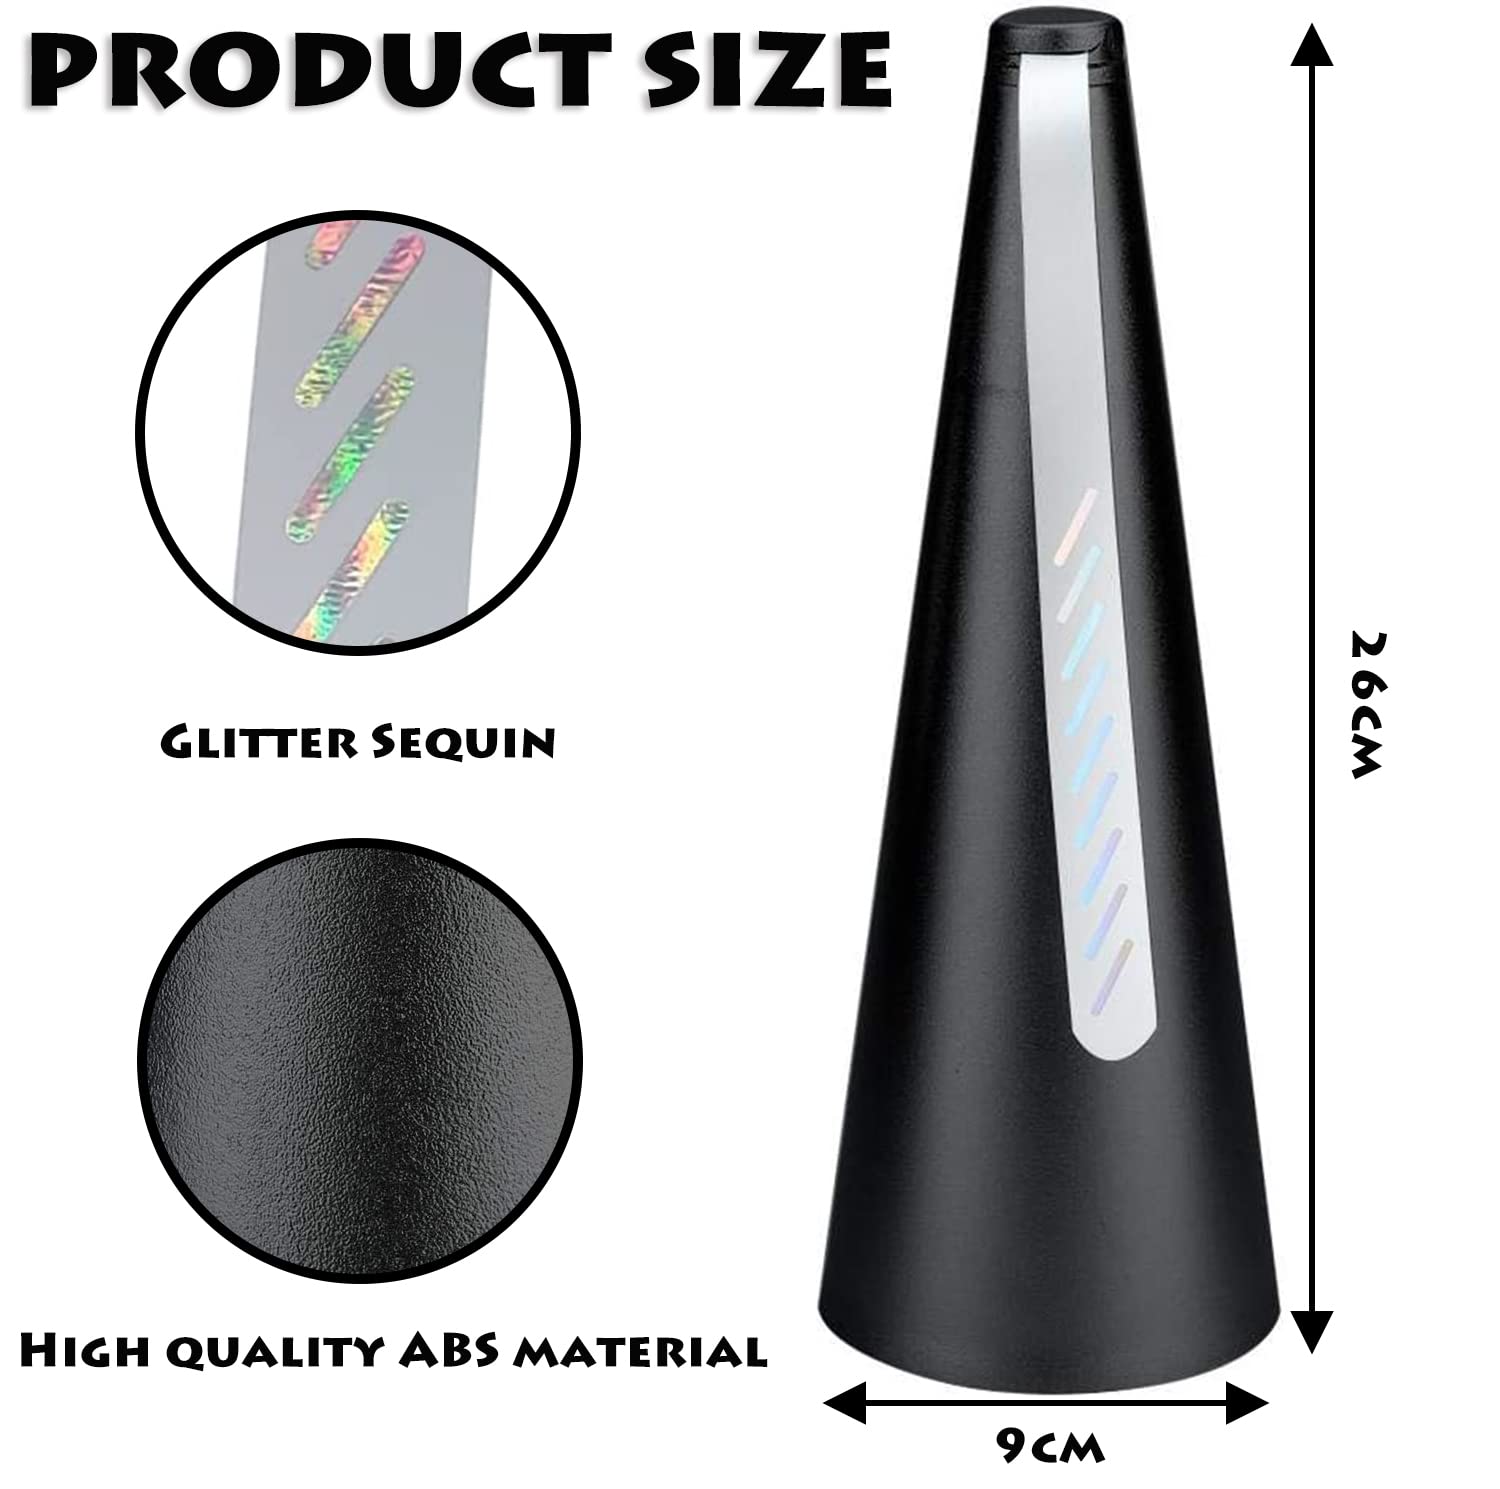 PRODUCT SIZE
GLITTER SEQUIN
HIGH QUALITY ABS MATERIAL
26CM
9CM